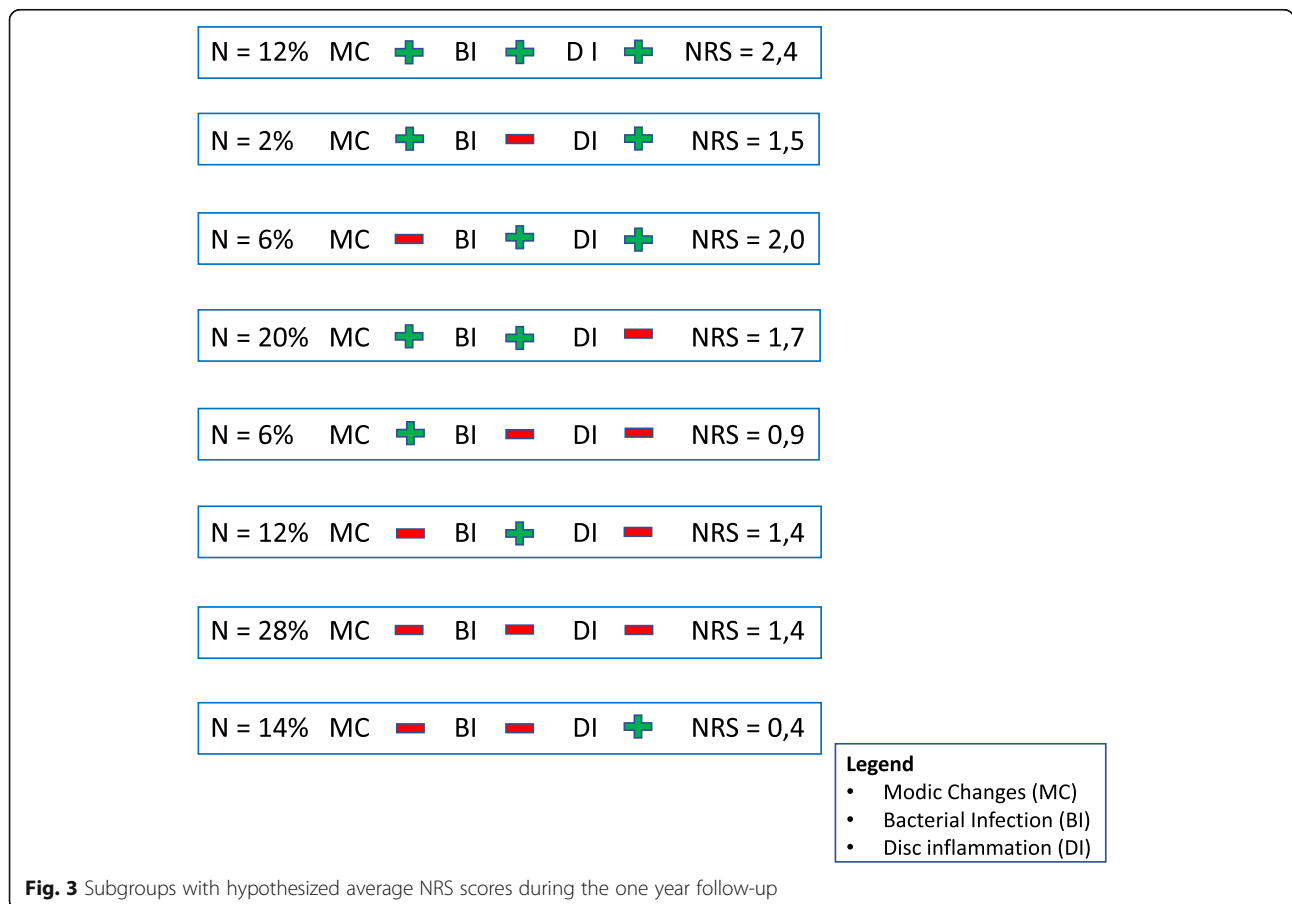 N = 12% MC + BI + D I + NRS = 2,4
N = 2% MC + BI - DI + NRS = 1,5
N = 6% MC - BI + DI + NRS = 2,0
N = 20% MC + BI + DI - NRS = 1,7
N = 6% MC + BI - DI - NRS = 0,9
N = 12% MC - BI + DI - NRS = 1,4
N = 28% MC - BI - DI - NRS = 1,4
N = 14% MC - BI - DI + NRS = 0,4
Legend
• Modic Changes (MC)
• Bacterial Infection (BI)
• Disc inflammation (DI)
Fig. 3 Subgroups with hypothesized average NRS scores during the one year follow-up